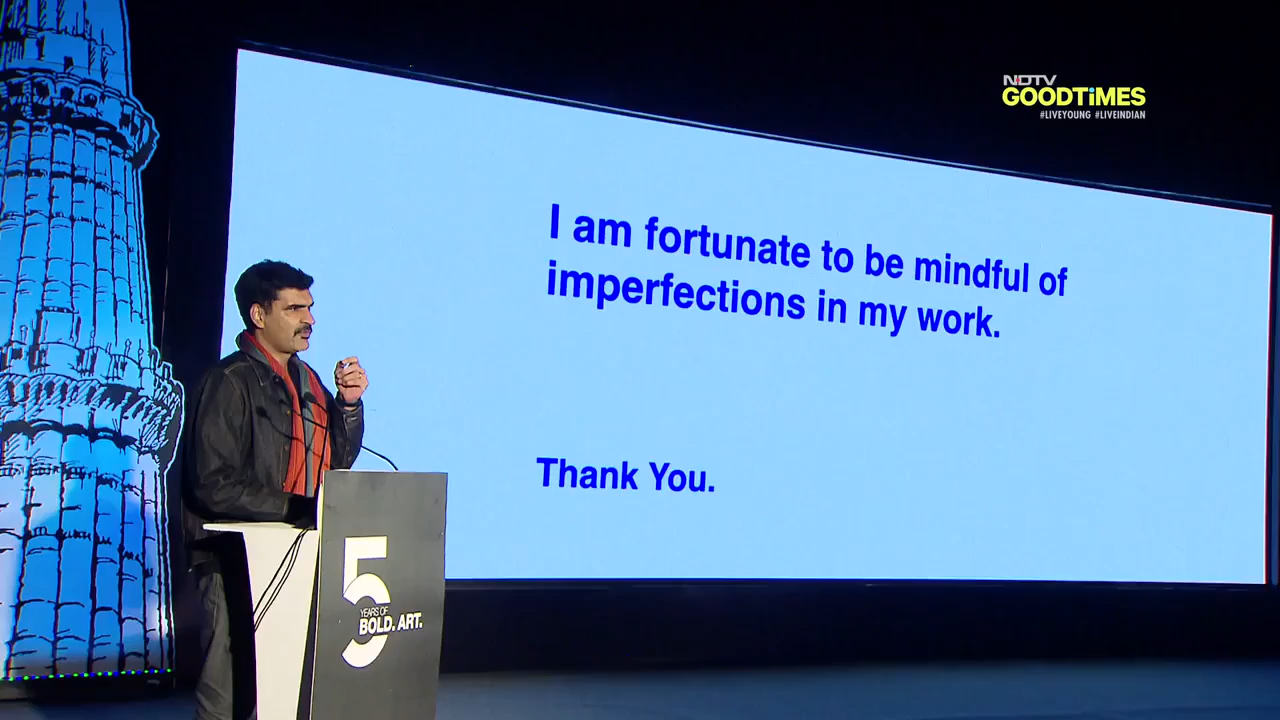 NDTV
GOODTiMES
#LIVEYOUNG #LIVEINDIAN
I am fortunate to be mindful of
imperfections in my work.
Thank You.
5
YEARS OF
BOLD. ART.